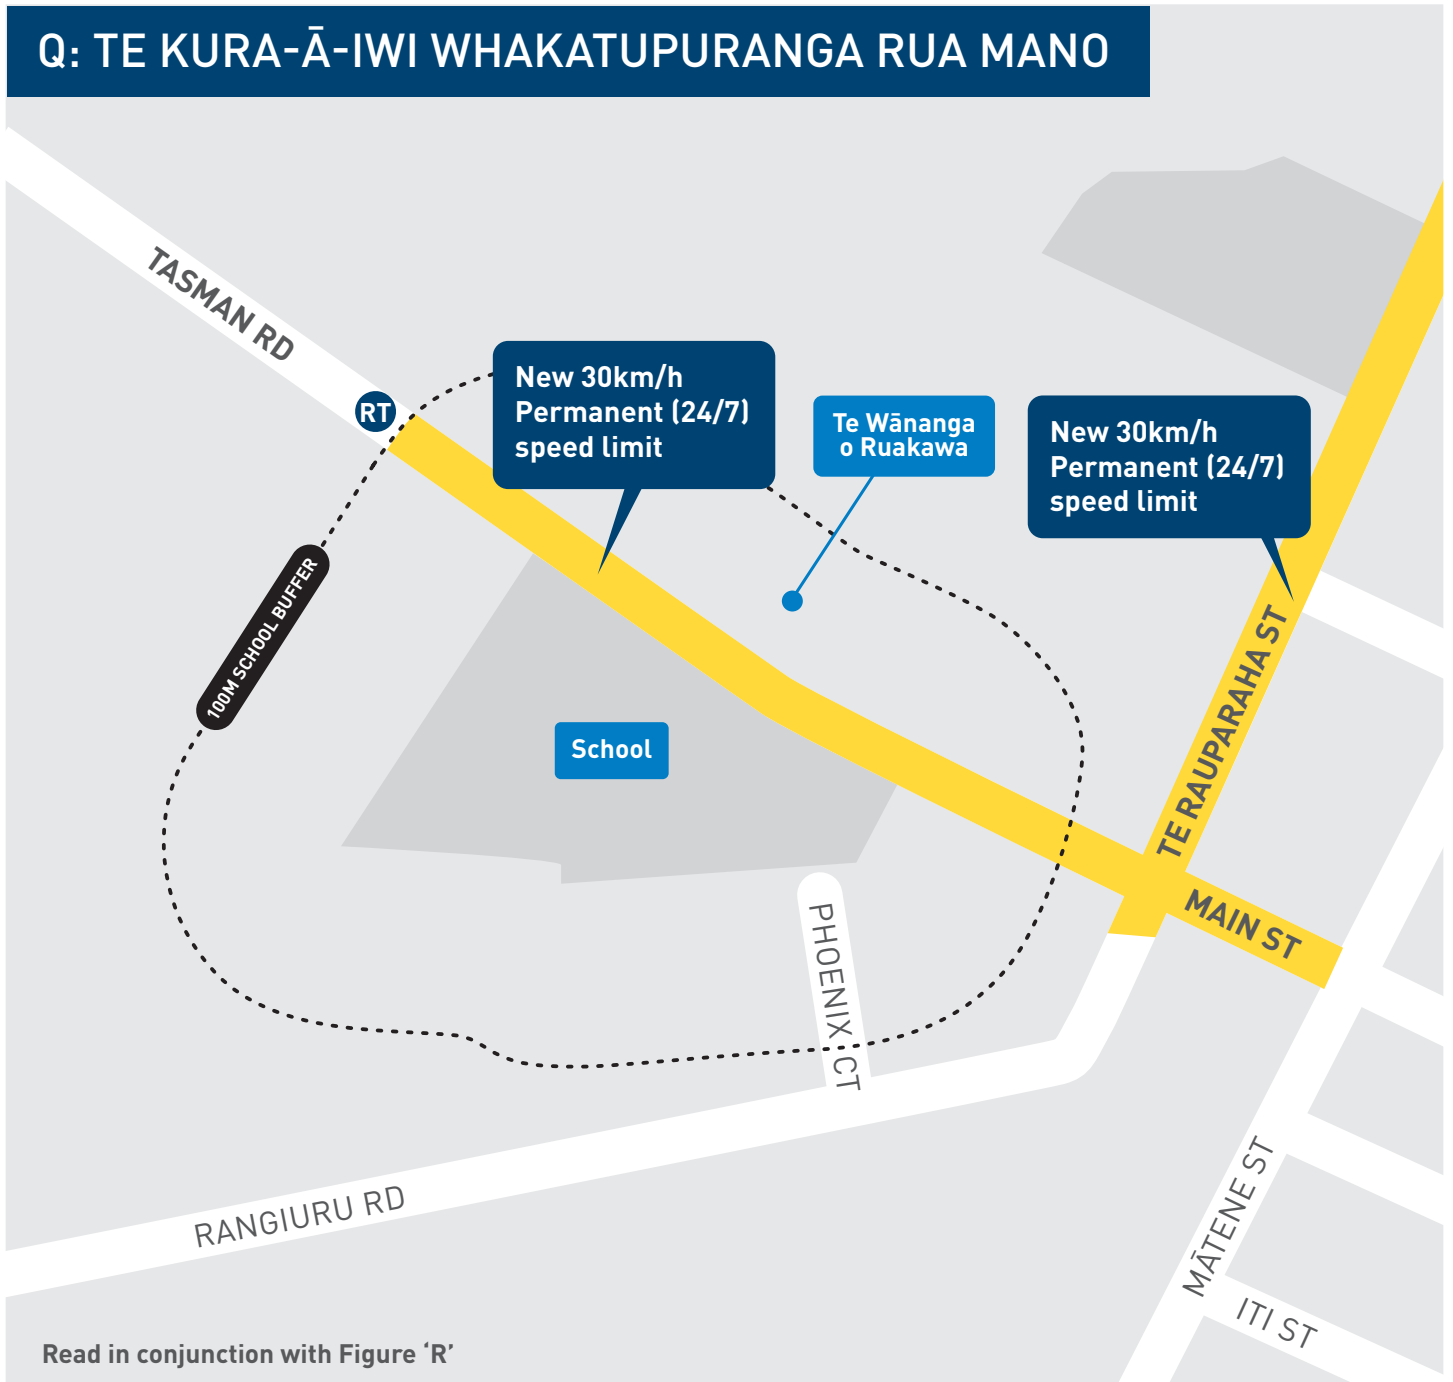 Q: TE KURA-Ā-IWI WHAKATUPURANGA RUA MANO
TASMAN RD
RT
New 30km/h
Permanent (24/7)
speed limit
Te Wānanga
o Ruakawa
New 30km/h
Permanent (24/7)
speed limit
100M SCHOOL BUFFER
School
TE RAUPARAHA ST
MAIN ST
PHOENIX CT
RANGIURU RD
MĀTENE ST
ITI ST
Read in conjunction with Figure ‘R’